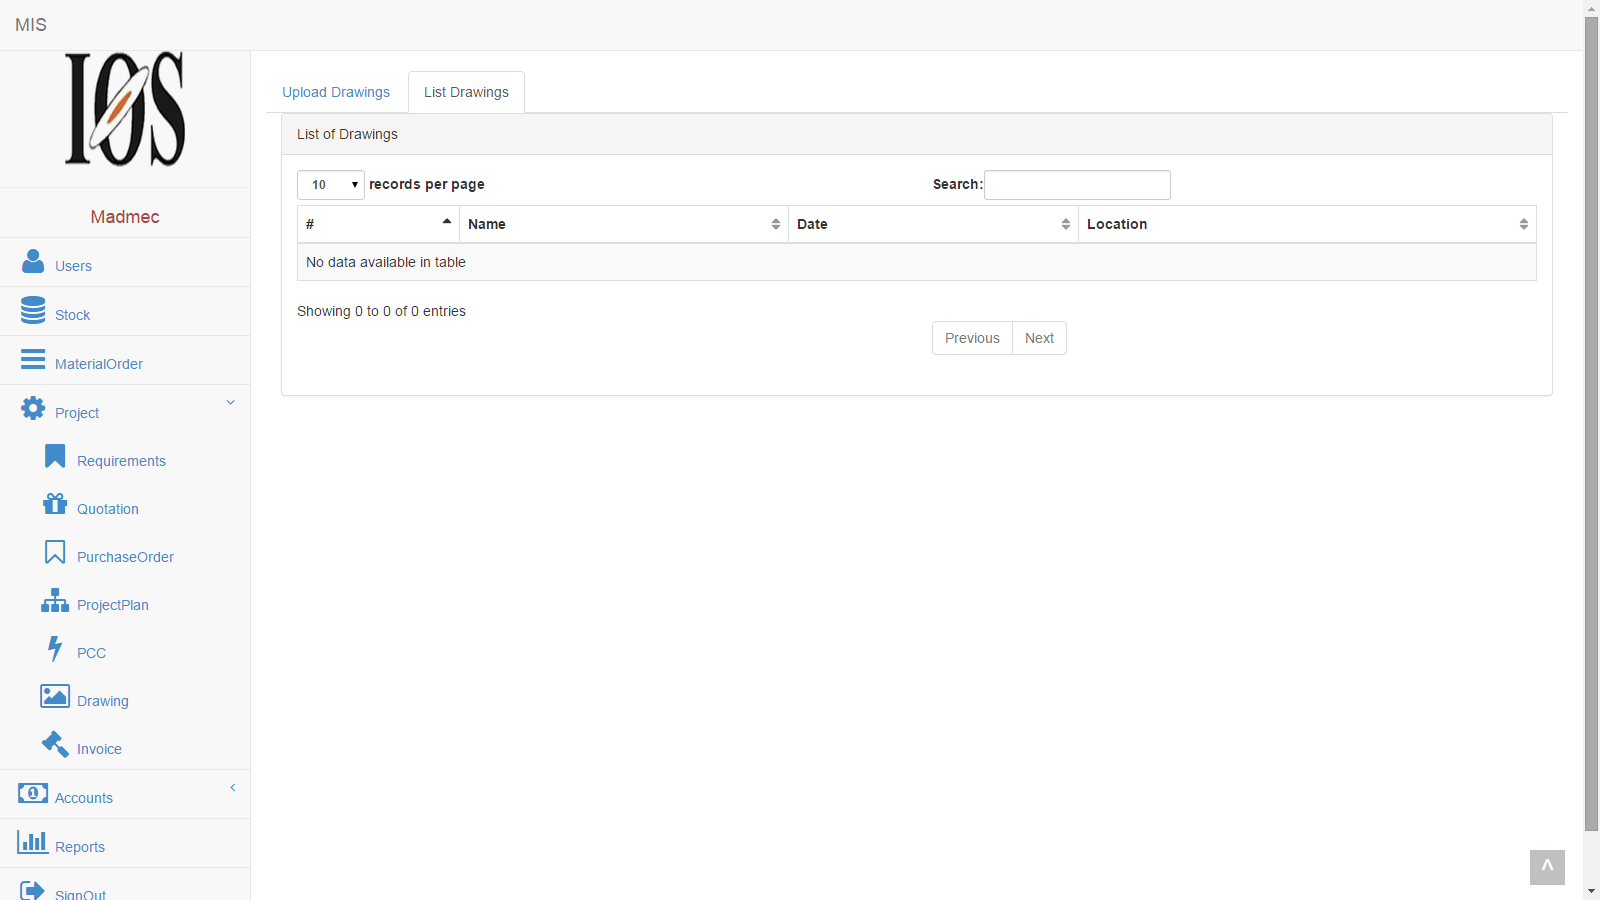 MIS
IOS
Madmec
Users
Stock
MaterialOrder
Project
Requirements
Quotation
PurchaseOrder
ProjectPlan
PCC
Drawing
Invoice
Accounts
Reports
SignOut
Upload Drawings
List Drawings
List of Drawings
10 records per page
Search:
# Name Date Location
No data available in table
Showing 0 to 0 of 0 entries
Previous Next
^